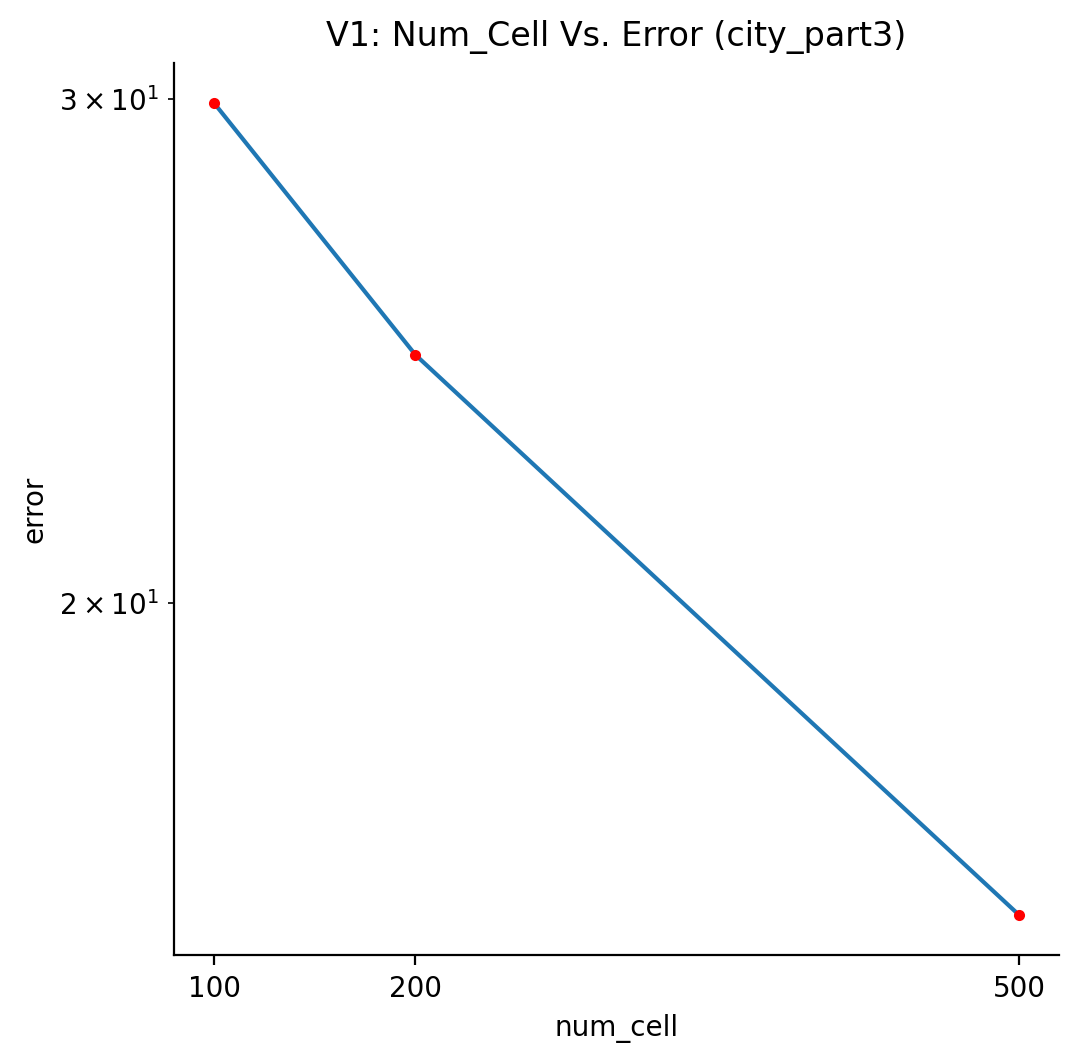 V1: Num_Cell Vs. Error (city_part3)
3 × 10¹
error
2 × 10¹
100 200 500
num_cell